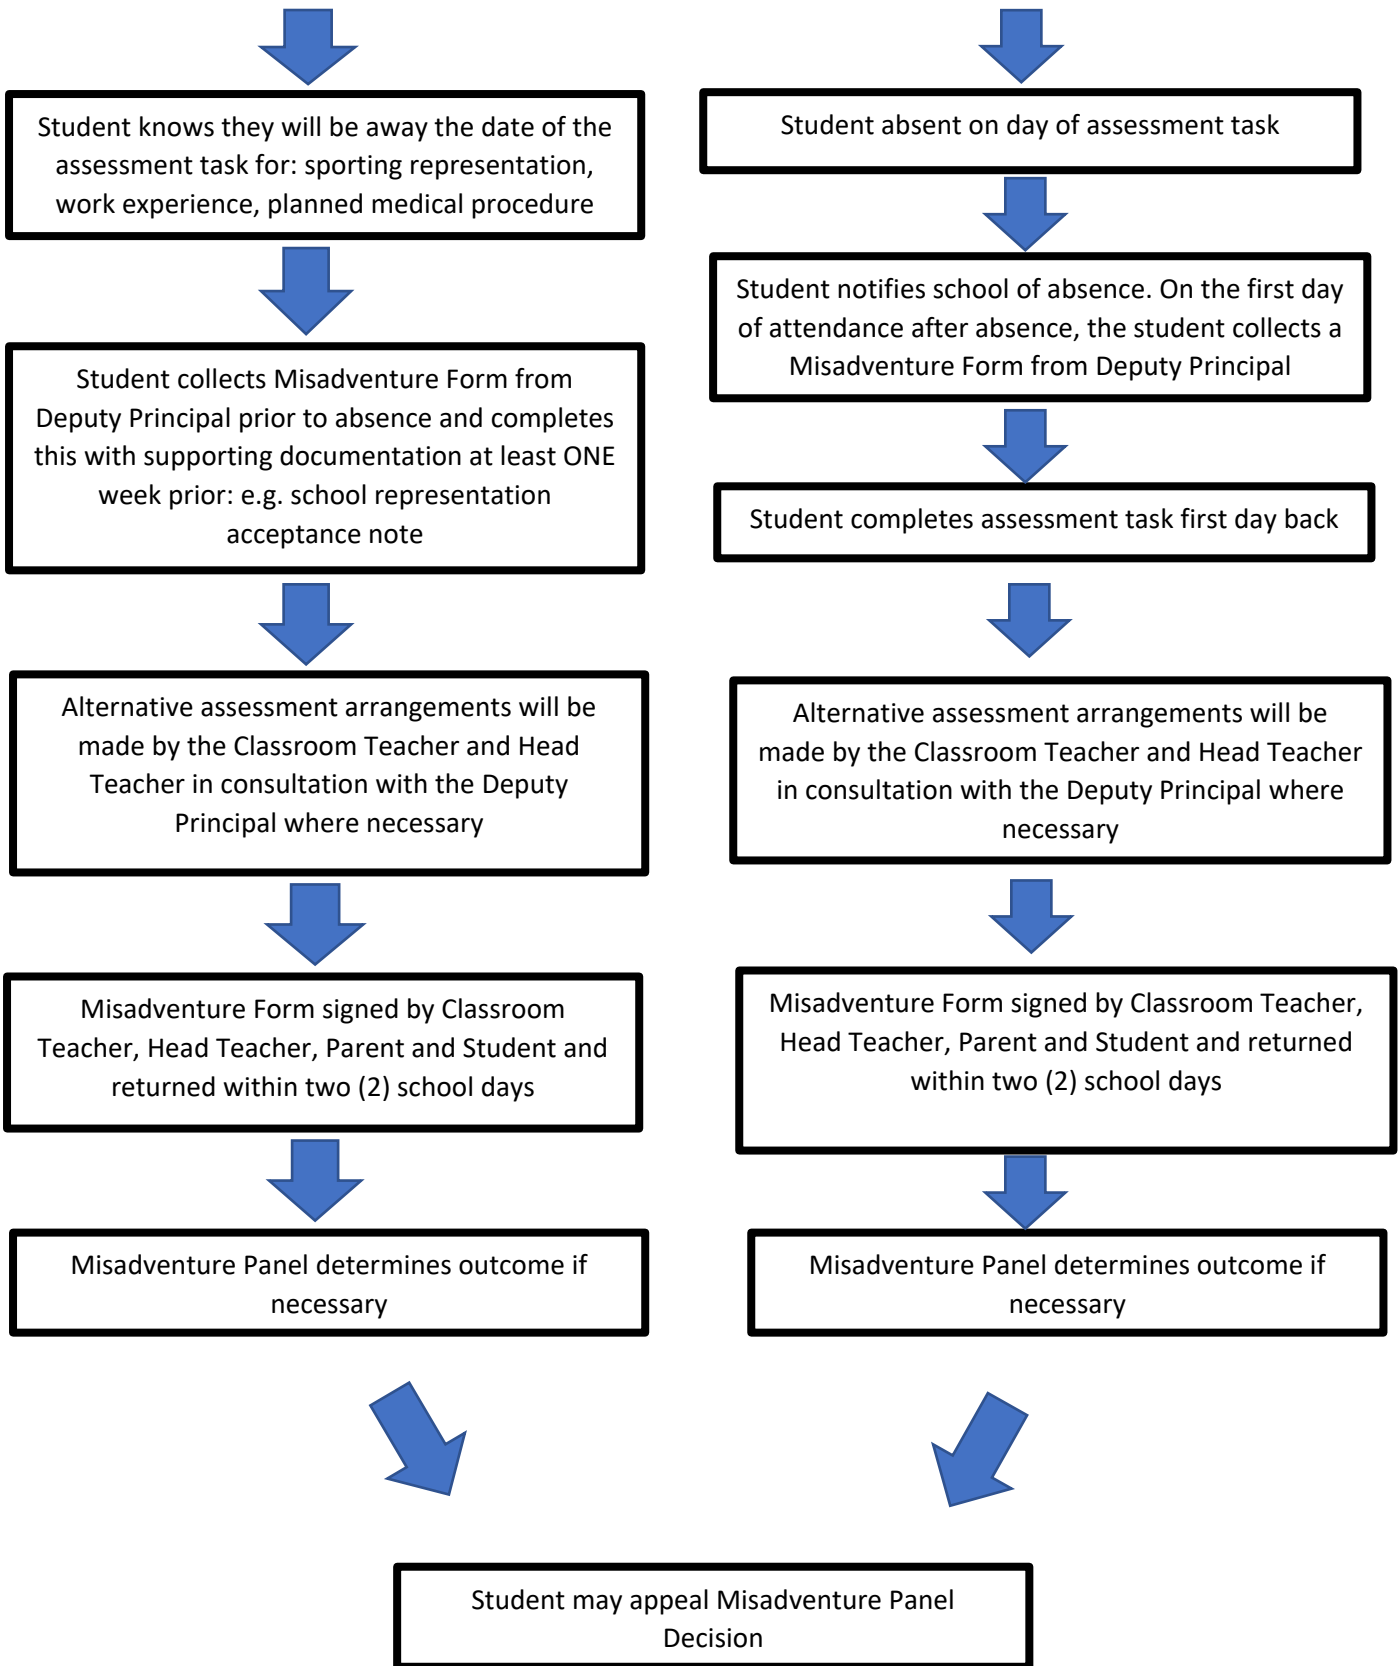 Student knows they will be away the date of the
assessment task for: sporting representation,
work experience, planned medical procedure
Student collects Misadventure Form from
Deputy Principal prior to absence and completes
this with supporting documentation at least ONE
week prior: e.g. school representation
acceptance note
Alternative assessment arrangements will be
made by the Classroom Teacher and Head
Teacher in consultation with the Deputy
Principal where necessary
Misadventure Form signed by Classroom
Teacher, Head Teacher, Parent and Student and
returned within two (2) school days
Misadventure Panel determines outcome if
necessary
Student absent on day of assessment task
Student notifies school of absence. On the first day
of attendance after absence, the student collects a
Misadventure Form from Deputy Principal
Student completes assessment task first day back
Alternative assessment arrangements will be
made by the Classroom Teacher and Head Teacher
in consultation with the Deputy Principal where
necessary
Misadventure Form signed by Classroom Teacher,
Head Teacher, Parent and Student and returned
within two (2) school days
Misadventure Panel determines outcome if
necessary
Student may appeal Misadventure Panel
Decision